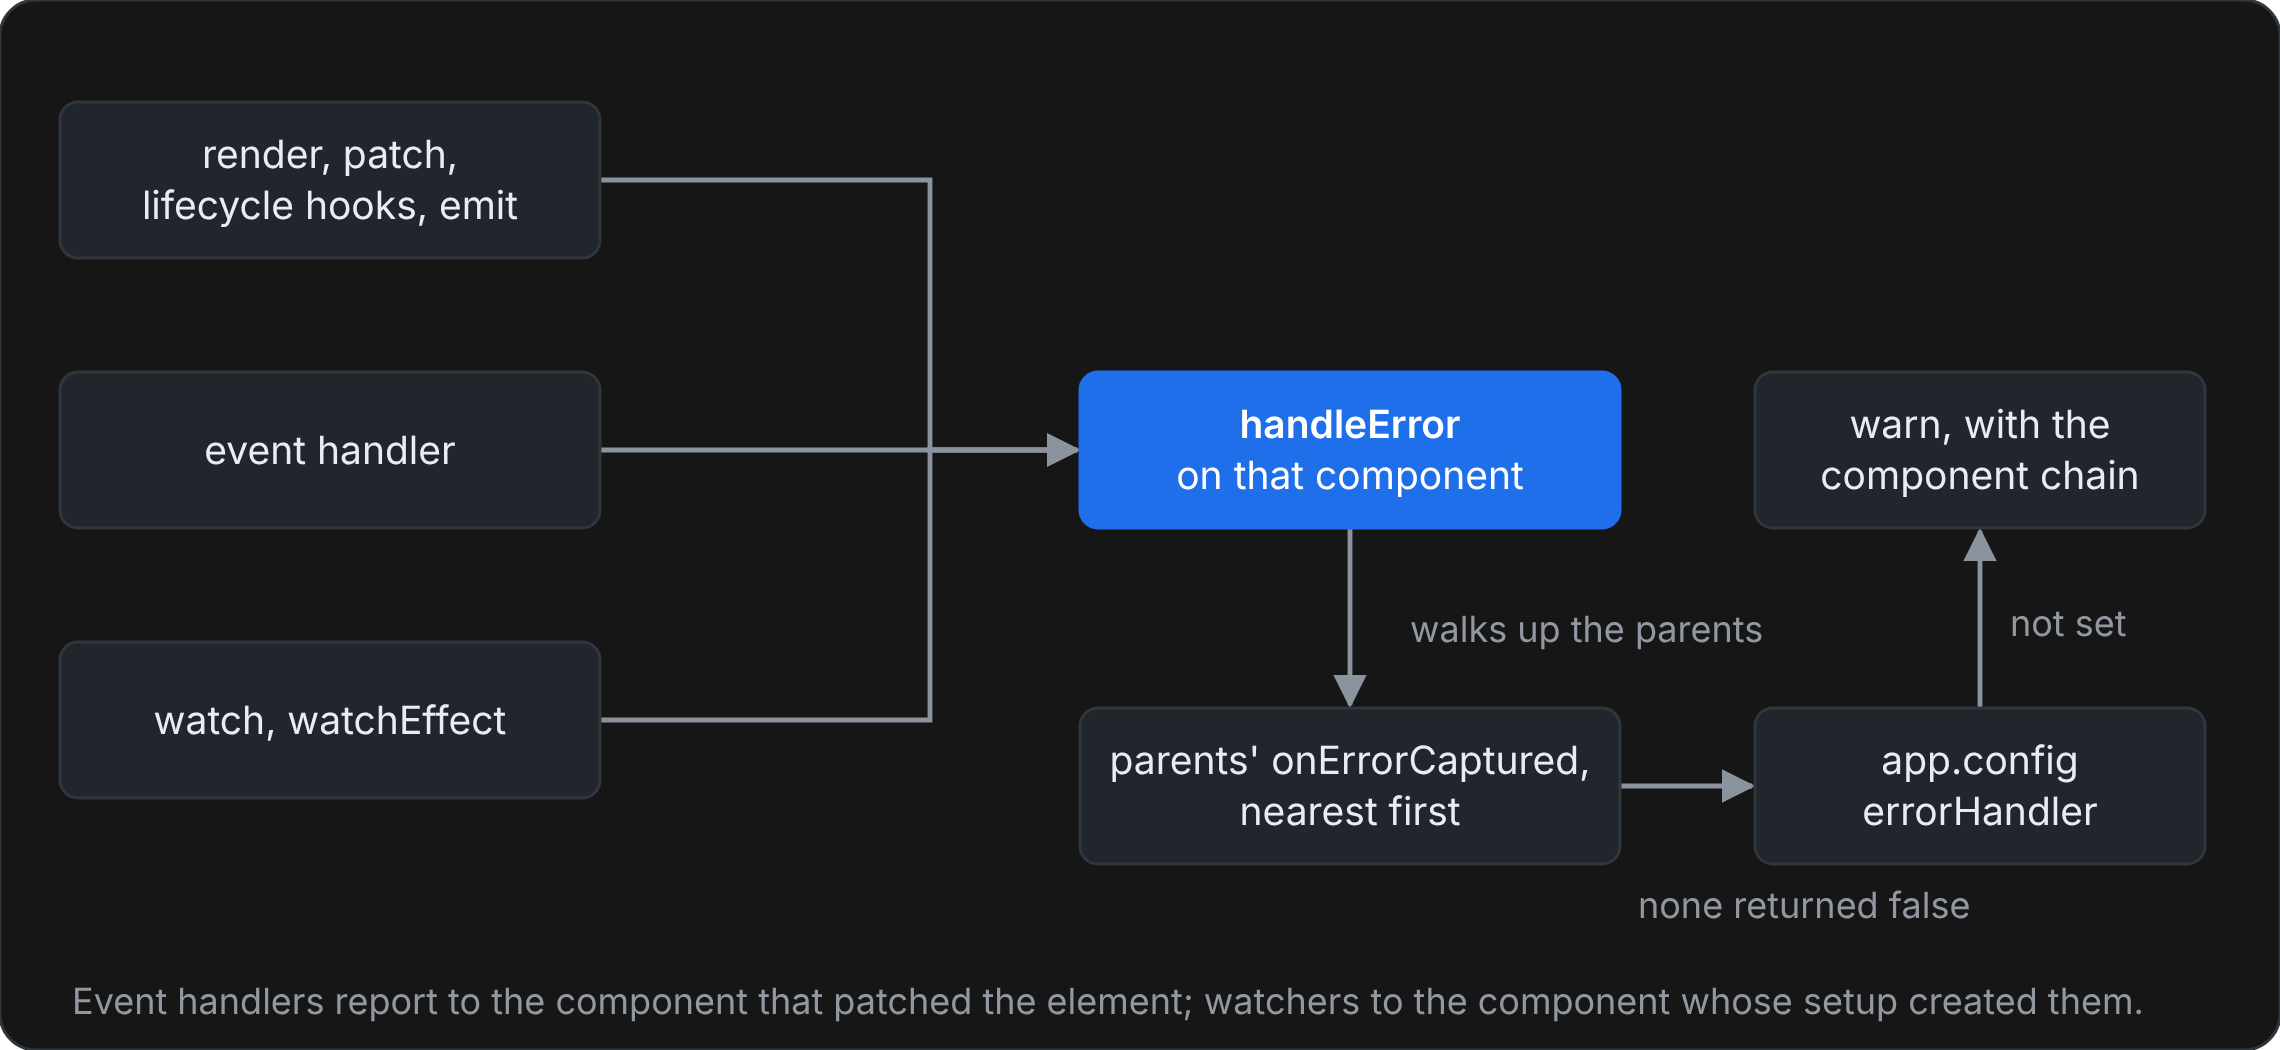 render, patch,
lifecycle hooks, emit
event handler
watch, watchEffect
handleError
on that component
warn, with the
component chain
walks up the parents
not set
parents' onErrorCaptured,
nearest first
app.config
errorHandler
none returned false
Event handlers report to the component that patched the element; watchers to the component whose setup created them.